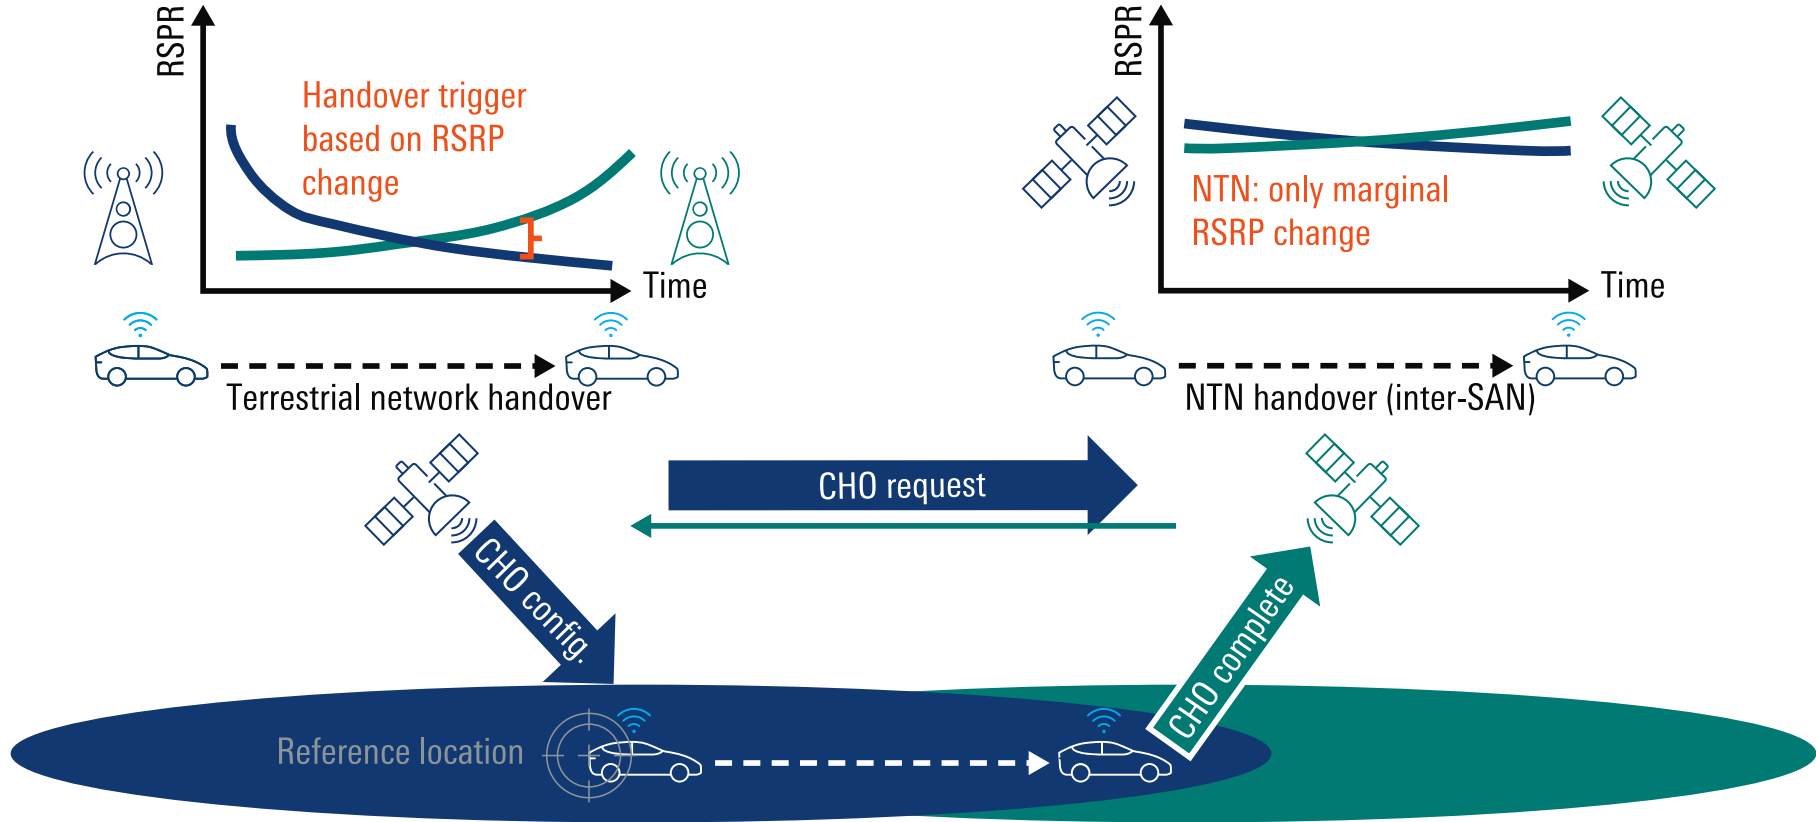 RSPR
Handover trigger
based on RSRP
change
Time
Terrestrial network handover
RSPR
NTN: only marginal
RSRP change
Time
NTN handover (inter-SAN)
CHO request
CHO config.
CHO complete
Reference location